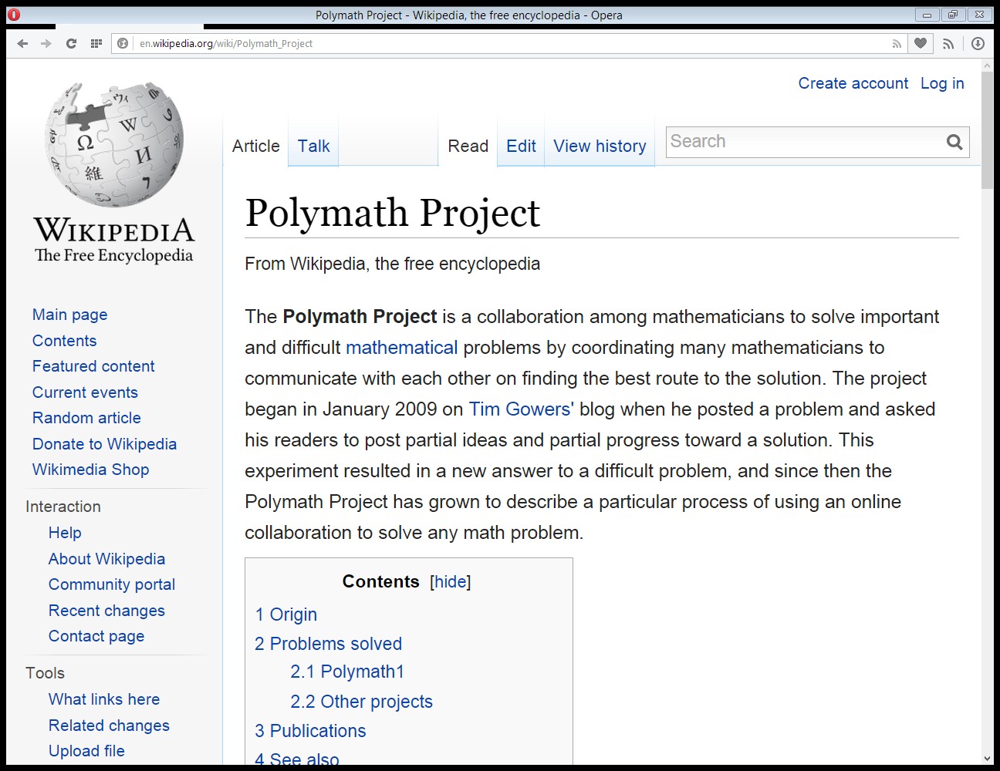 Polymath Project - Wikipedia, the free encyclopedia - Opera
en.wikipedia.org/wiki/Polymath_Project
Create account Log in
Article Talk Read Edit View history Search
WIKIPEDIA
The Free Encyclopedia
Main page
Contents
Featured content
Current events
Random article
Donate to Wikipedia
Wikimedia Shop
Interaction
Help
About Wikipedia
Community portal
Recent changes
Contact page
Tools
What links here
Related changes
Upload file
Polymath Project
From Wikipedia, the free encyclopedia
The Polymath Project is a collaboration among mathematicians to solve important
and difficult mathematical problems by coordinating many mathematicians to
communicate with each other on finding the best route to the solution. The project
began in January 2009 on Tim Gowers' blog when he posted a problem and asked
his readers to post partial ideas and partial progress toward a solution. This
experiment resulted in a new answer to a difficult problem, and since then the
Polymath Project has grown to describe a particular process of using an online
collaboration to solve any math problem.
Contents [hide]
1 Origin
2 Problems solved
2.1 Polymath1
2.2 Other projects
3 Publications
4 See also